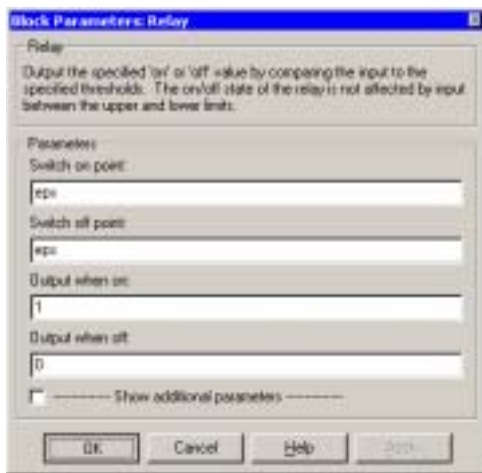 Block Parameters: Relay
Relay
Output the specified 'on' or 'off' value by comparing the input to the
specified thresholds. The on/off state of the relay is not affected by input
between the upper and lower limits.
Parameters
Switch on point:
eps
Switch off point:
eps
Output when on:
1
Output when off:
0
---------- Show additional parameters ----------
OK
Cancel
Help
Apply